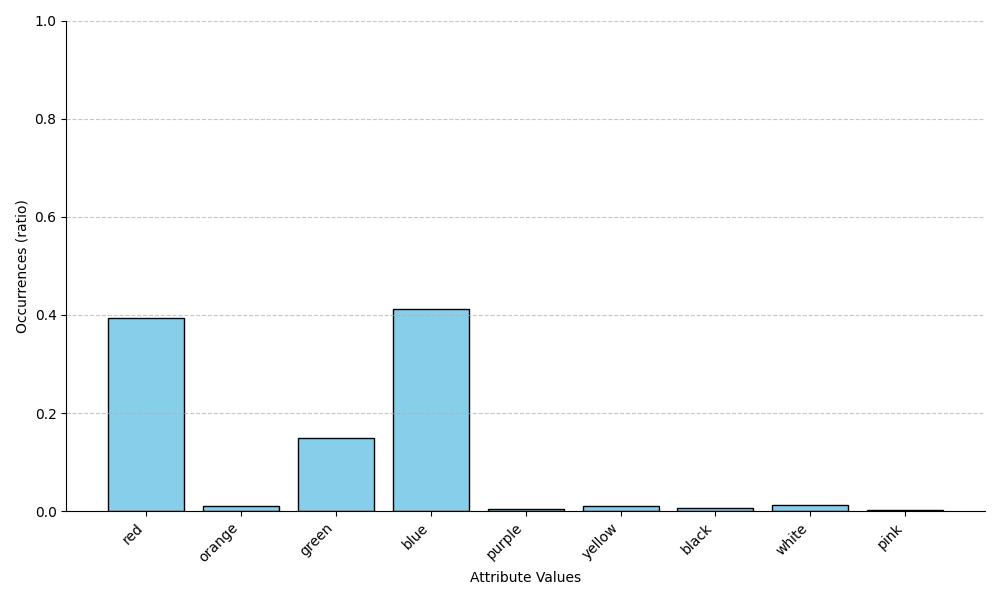 1.0
0.8
0.6
0.4
0.2
0.0
Occurrences (ratio)
red
orange
green
blue
purple
yellow
black
white
pink
Attribute Values